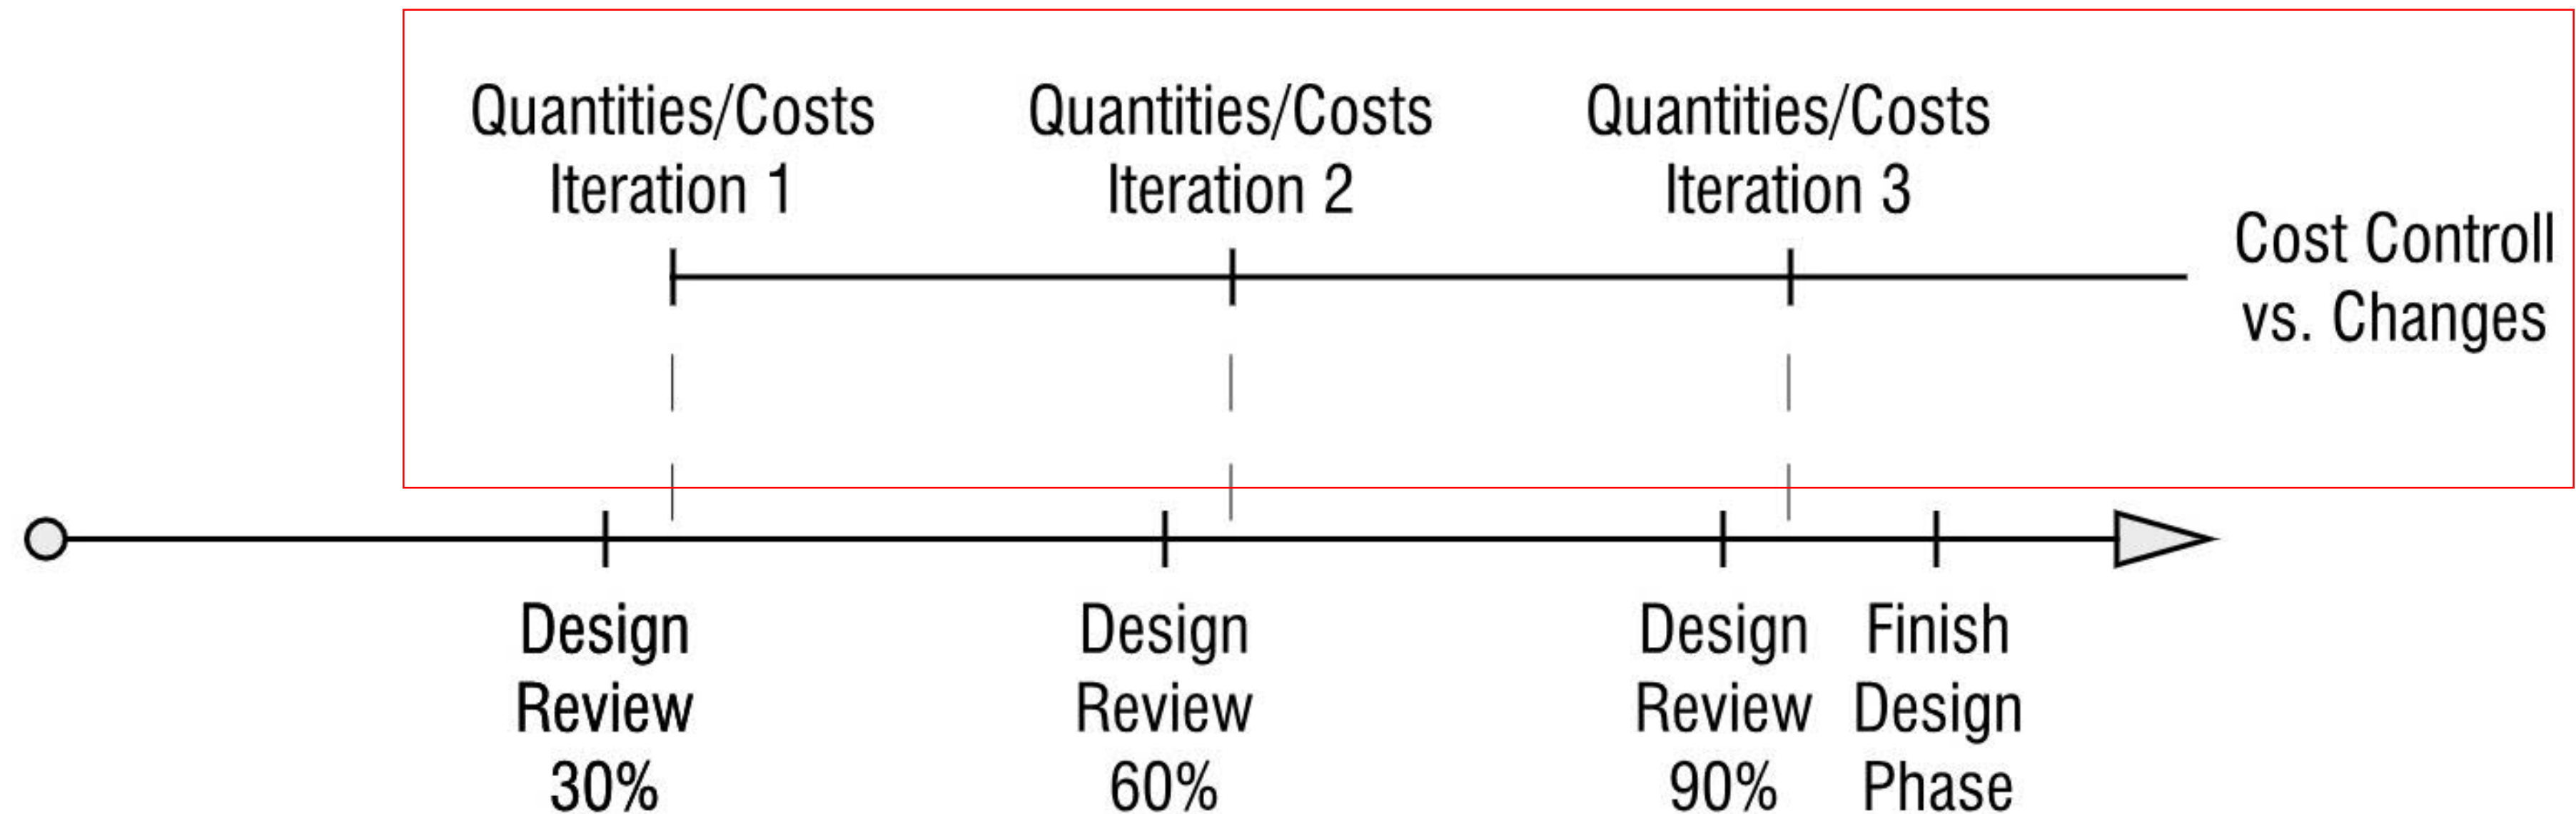 Quantities/Costs
Iteration 1
Quantities/Costs
Iteration 2
Quantities/Costs
Iteration 3
Cost Controll
vs. Changes
Design
Review
30%
Design
Review
60%
Design
Review
90%
Finish
Design
Phase